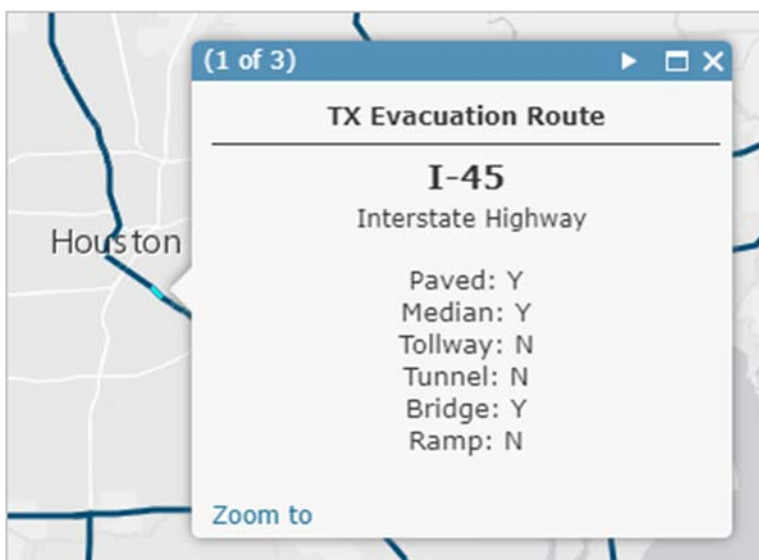 (1 of 3)
TX Evacuation Route
I-45
Interstate Highway
Houston
Paved: Y
Median: Y
Tollway: N
Tunnel: N
Bridge: Y
Ramp: N
Zoom to